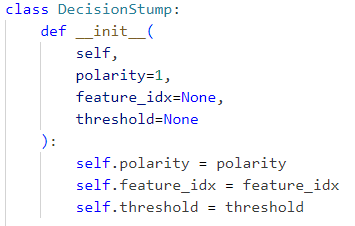 class DecisionStump:
    def __init__(
        self,
        polarity=1,
        feature_idx=None,
        threshold=None
    ):
        self.polarity = polarity
        self.feature_idx = feature_idx
        self.threshold = threshold